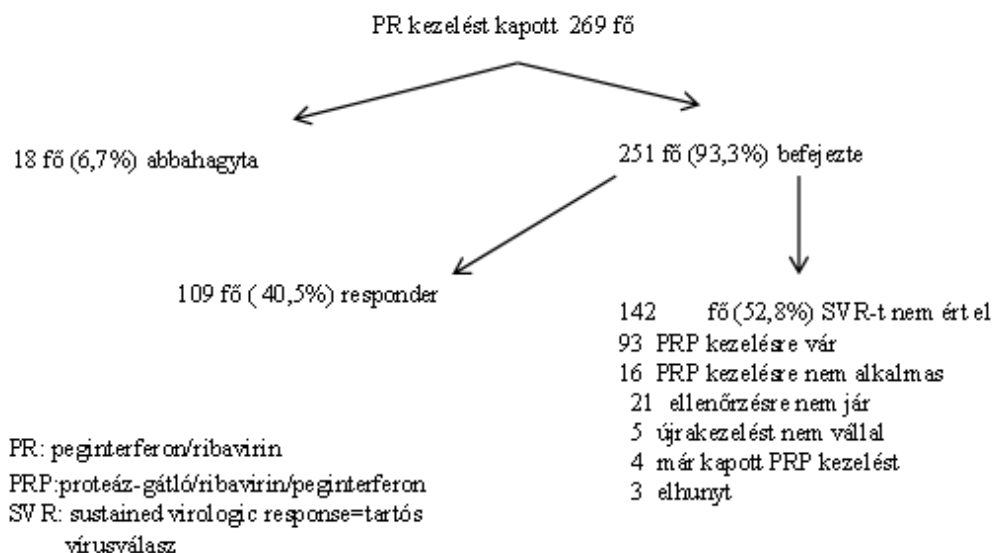 PR kezelést kapott 269 fő
18 fő (6,7%) abbahagyta
251 fő (93,3%) befejezte
109 fő ( 40,5%) responder
142 fő (52,8%) SVR-t nem ért el
93 PRP kezelésre vár
16 PRP kezelésre nem alkalmas
21 ellenőrzésre nem jár
5 újrakezelést nem vállal
4 már kapott PRP kezelést
3 elhunyt
PR: peginterferon/ribavirin
PRP:proteáz-gátló/ribavirin/peginterferon
SVR: sustained virologic response=tartós
vírusválasz